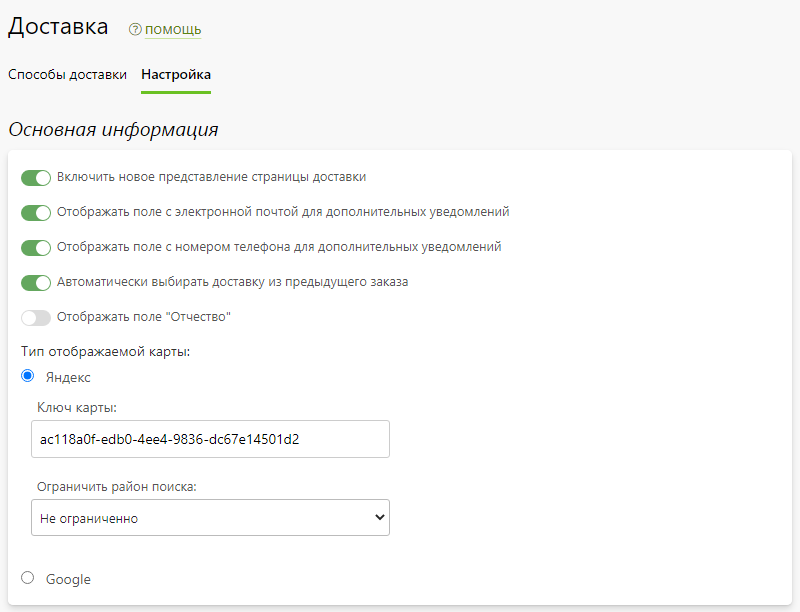 Доставка
? помощь
Способы доставки Настройка
Основная информация
Включить новое представление страницы доставки
Отображать поле с электронной почтой для дополнительных уведомлений
Отображать поле с номером телефона для дополнительных уведомлений
Автоматически выбирать доставку из предыдущего заказа
Отображать поле "Отчество"
Тип отображаемой карты:
Яндекс
Ключ карты:
ac118a0f-edb0-4ee4-9836-dc67e14501d2
Ограничить район поиска:
Не ограниченно
Google